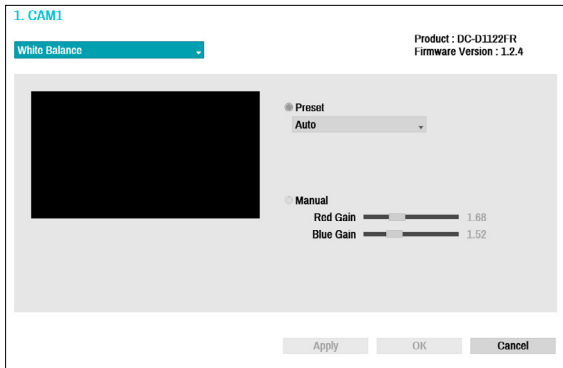 1. CAM1
White Balance
Product : DC-D1122FR
Firmware Version : 1.2.4
Preset
Auto
Manual
Red Gain 1.68
Blue Gain 1.52
Apply OK Cancel